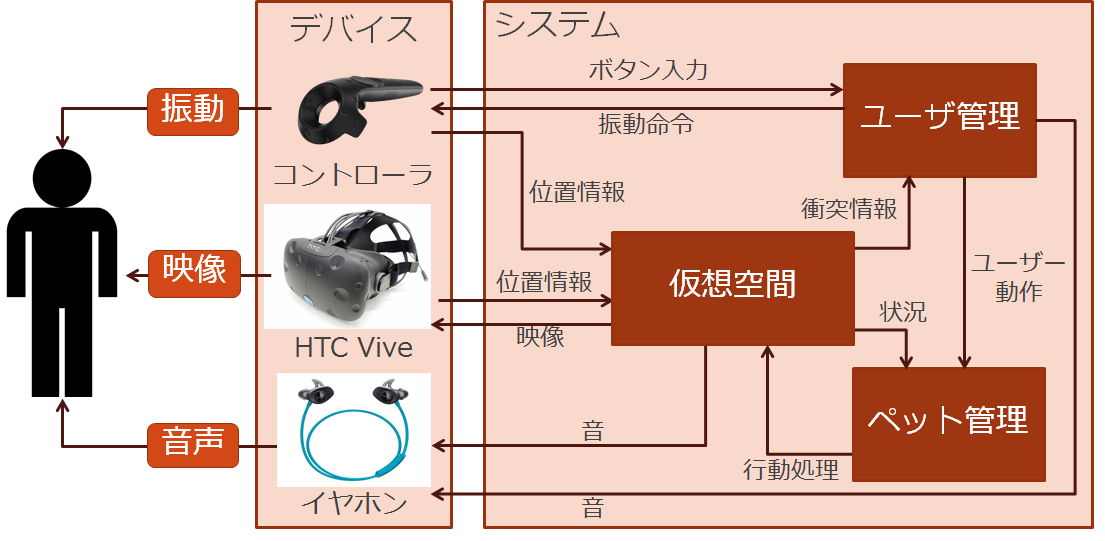 デバイス
システム
ボタン入力
振動
振動命令
ユーザ管理
コントローラ
位置情報
衝突情報
映像
位置情報
仮想空間
ユーザー
動作
状況
映像
HTC Vive
音声
音
ペット管理
行動処理
イヤホン
音